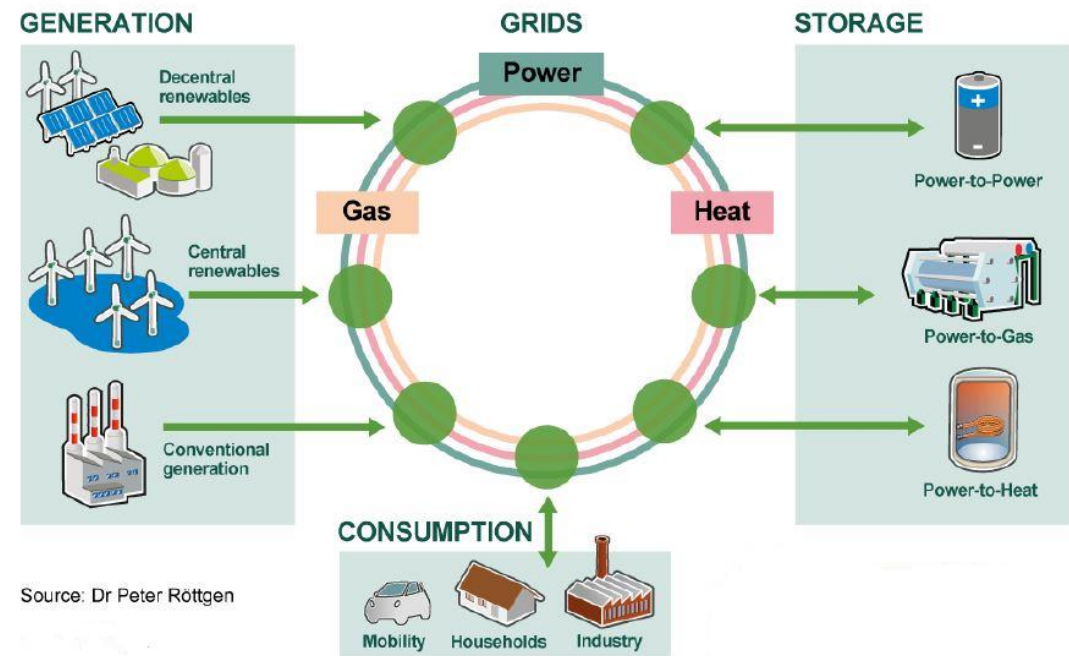 GENERATION
GRIDS
STORAGE
Decentral
renewables
Power
+
-
Power-to-Power
Gas
Heat
Central
renewables
Power-to-Gas
Conventional
generation
Power-to-Heat
CONSUMPTION
Source: Dr Peter Röttgen
Mobility
Households
Industry